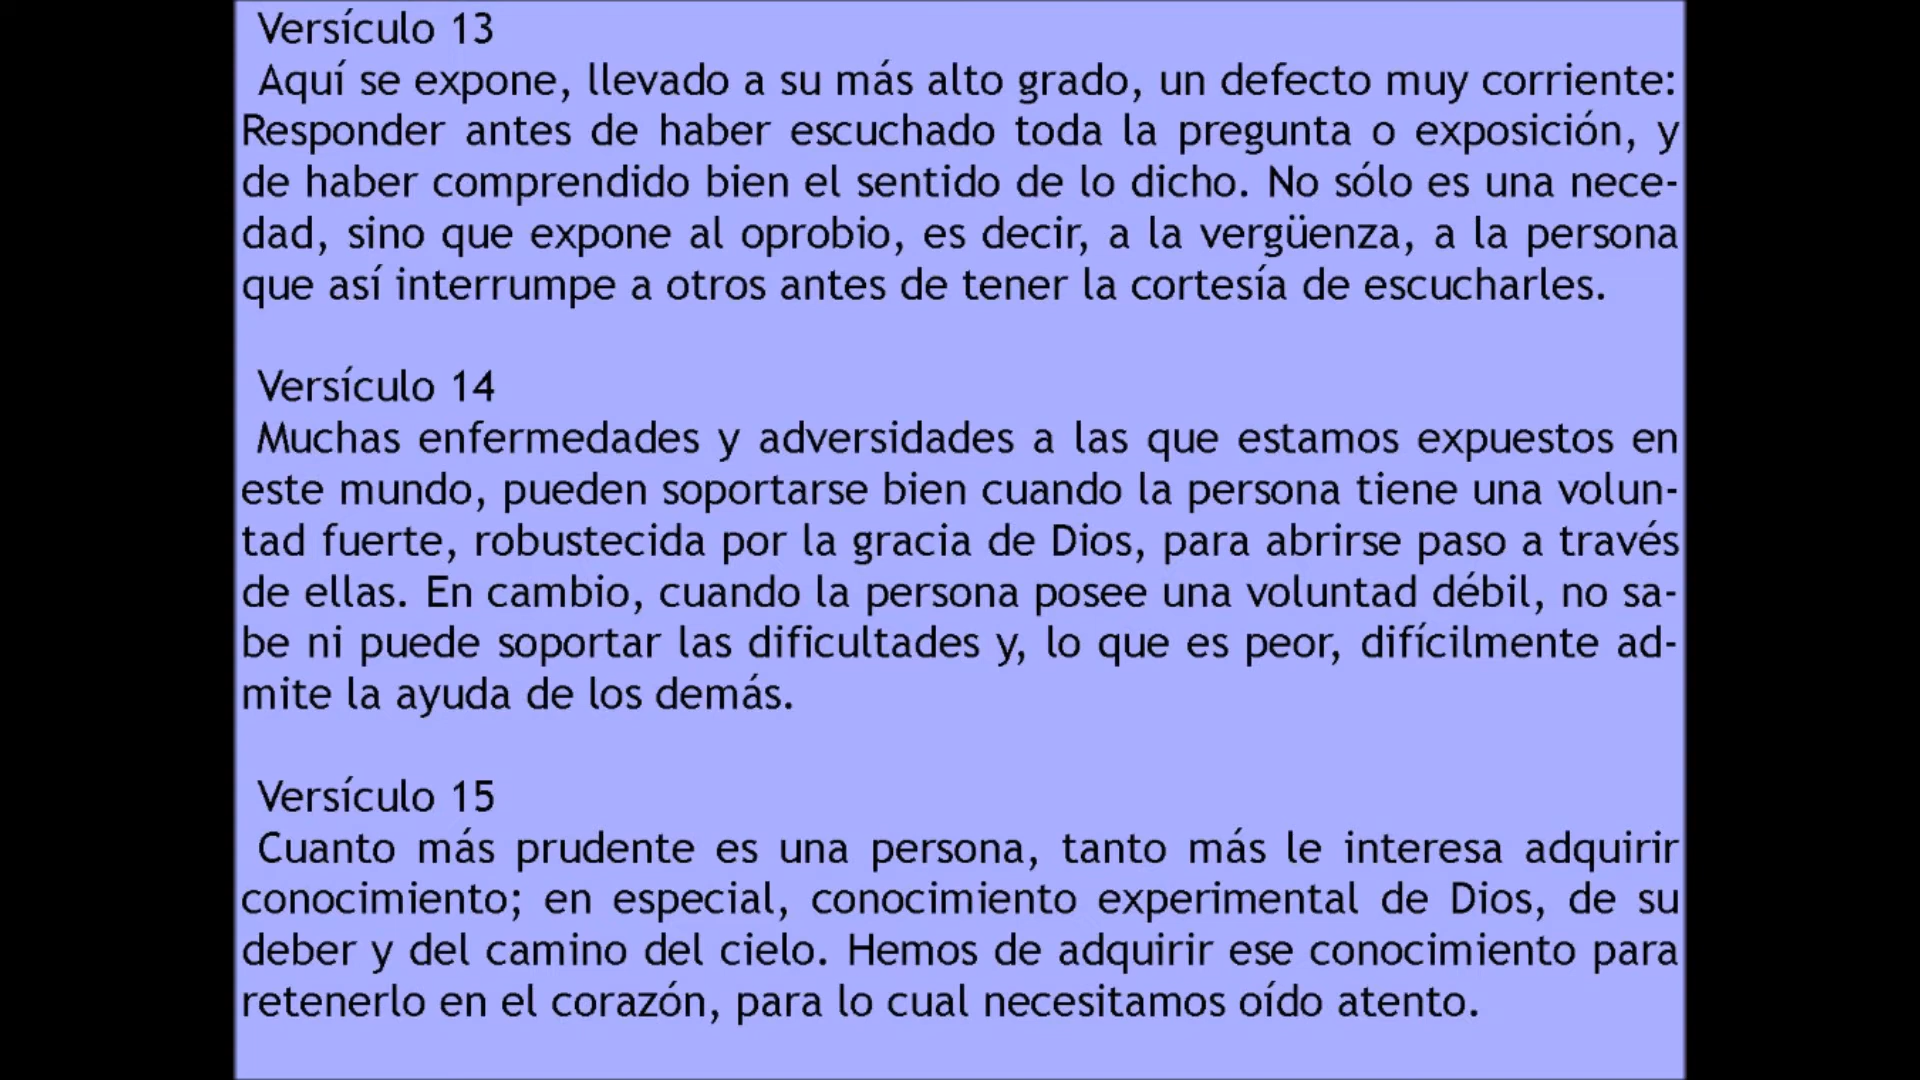 Versículo 13
Aquí se expone, llevado a su más alto grado, un defecto muy corriente:
Responder antes de haber escuchado toda la pregunta o exposición, y
de haber comprendido bien el sentido de lo dicho. No sólo es una nece-
dad, sino que expone al oprobio, es decir, a la vergüenza, a la persona
que así interrumpe a otros antes de tener la cortesía de escucharles.
Versículo 14
Muchas enfermedades y adversidades a las que estamos expuestos en
este mundo, pueden soportarse bien cuando la persona tiene una volun-
tad fuerte, robustecida por la gracia de Dios, para abrirse paso a través
de ellas. En cambio, cuando la persona posee una voluntad débil, no sa-
be ni puede soportar las dificultades y, lo que es peor, difícilmente ad-
mite la ayuda de los demás.
Versículo 15
Cuanto más prudente es una persona, tanto más le interesa adquirir
conocimiento; en especial, conocimiento experimental de Dios, de su
deber y del camino del cielo. Hemos de adquirir ese conocimiento para
retenerlo en el corazón, para lo cual necesitamos oído atento.